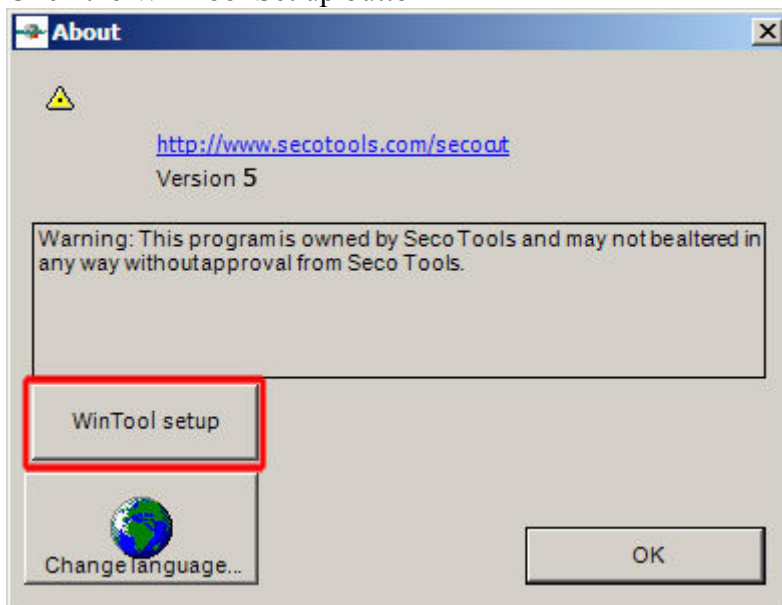 About
http://www.secotools.com/secocut
Version 5
Warning: This program is owned by Seco Tools and may not be altered in
any way without approval from Seco Tools.
WinTool setup
Change language...
OK